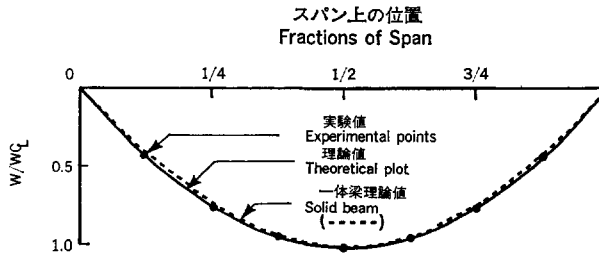 スパン上の位置
Fractions of Span
0 1/4 1/2 3/4
実験値
Experimental points
理論値
Theoretical plot
一体梁理論値
Solid beam
(-----)
W/W℄
0.5
1.0